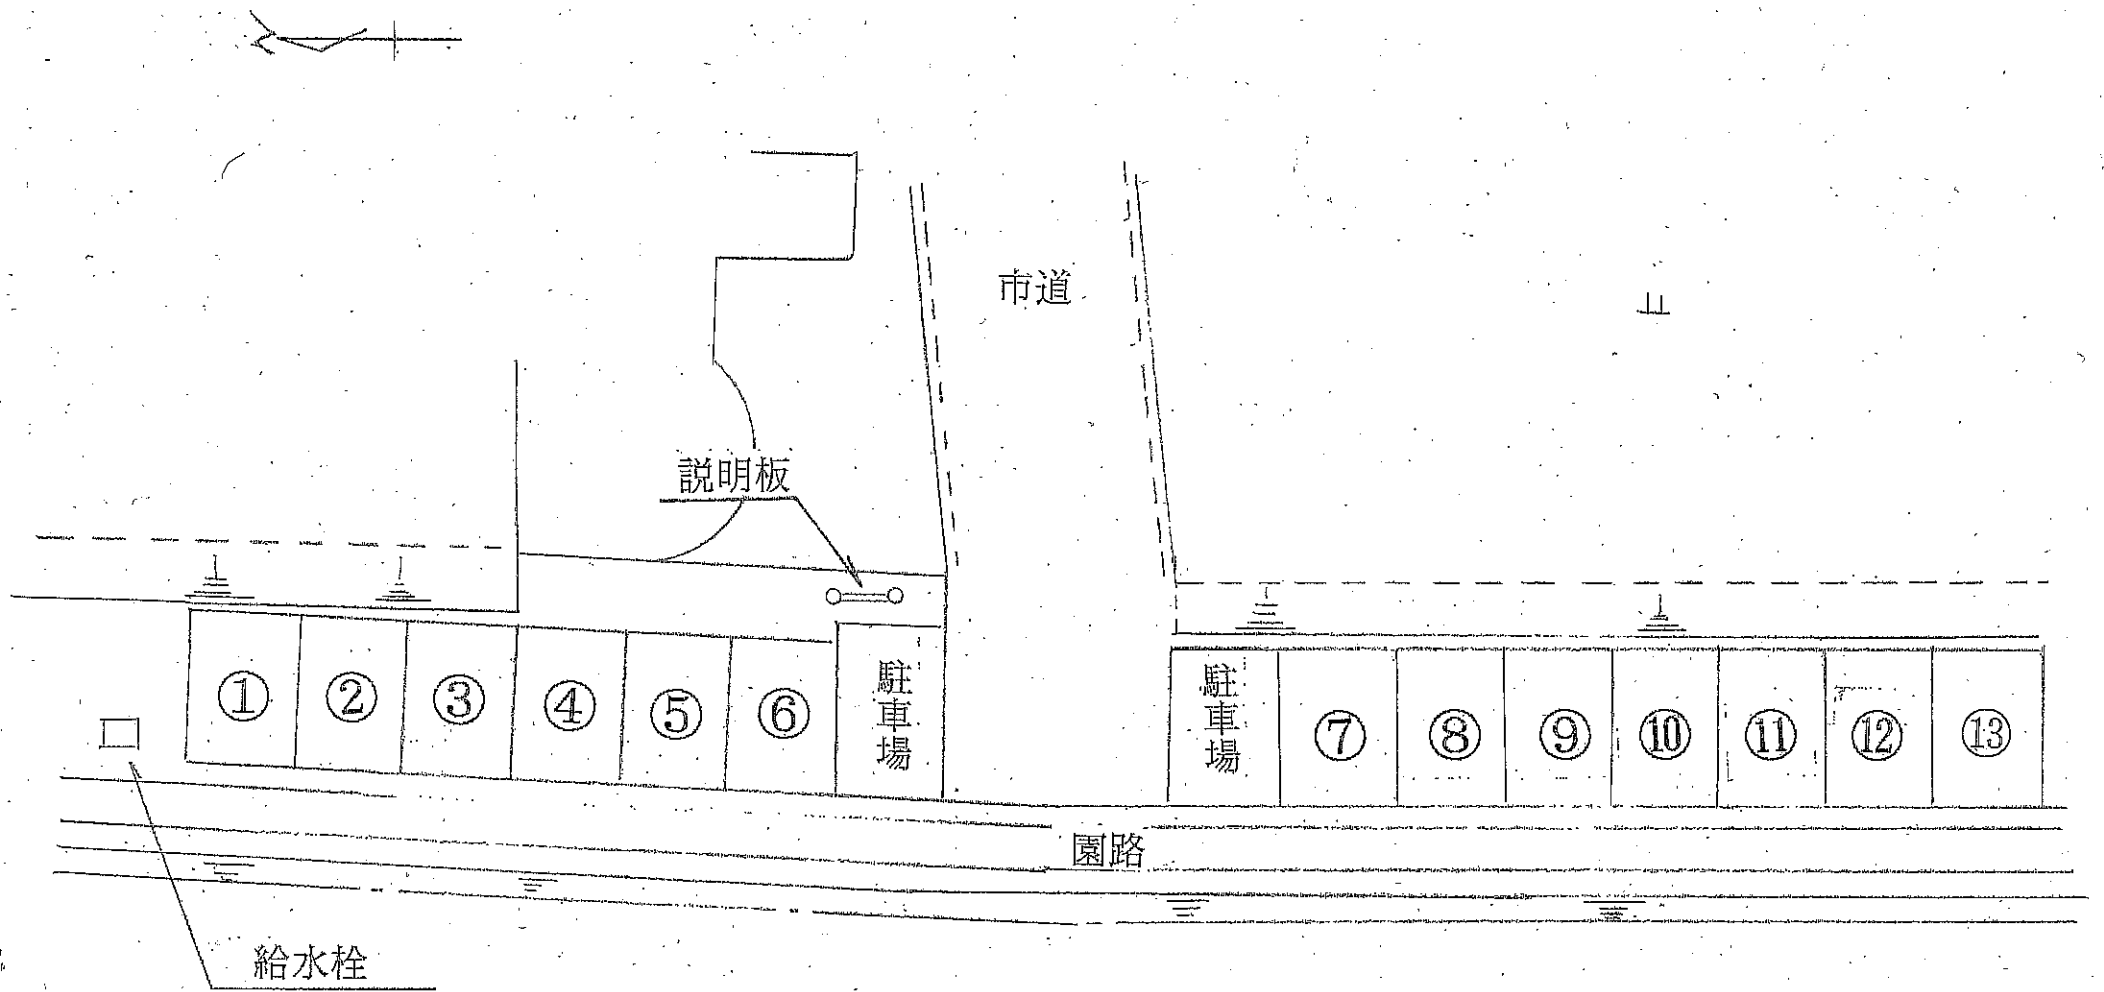 市道
説明板
①
②
③
④
⑤
⑥
駐車場
駐車場
⑦
⑧
⑨
⑩
⑪
⑫
⑬
園路
給水栓